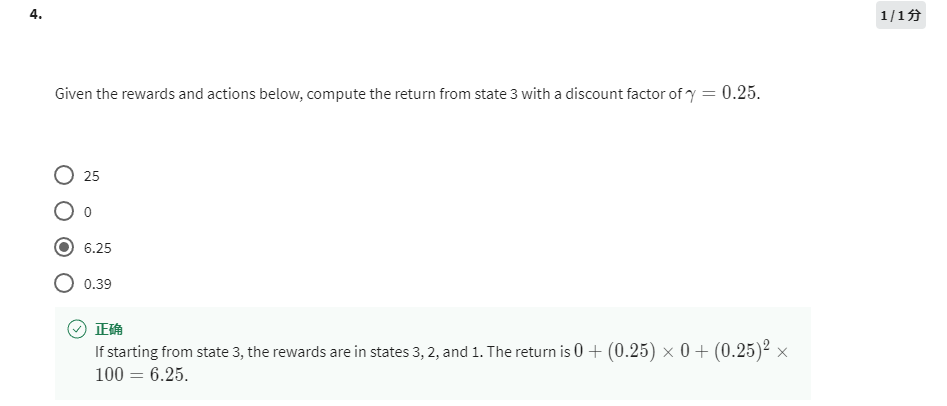 4.
1 / 1 分
Given the rewards and actions below, compute the return from state 3 with a discount factor of γ = 0.25.
25
0
6.25
0.39
正确
If starting from state 3, the rewards are in states 3, 2, and 1. The return is 0 + (0.25) × 0 + (0.25)² ×
100 = 6.25.